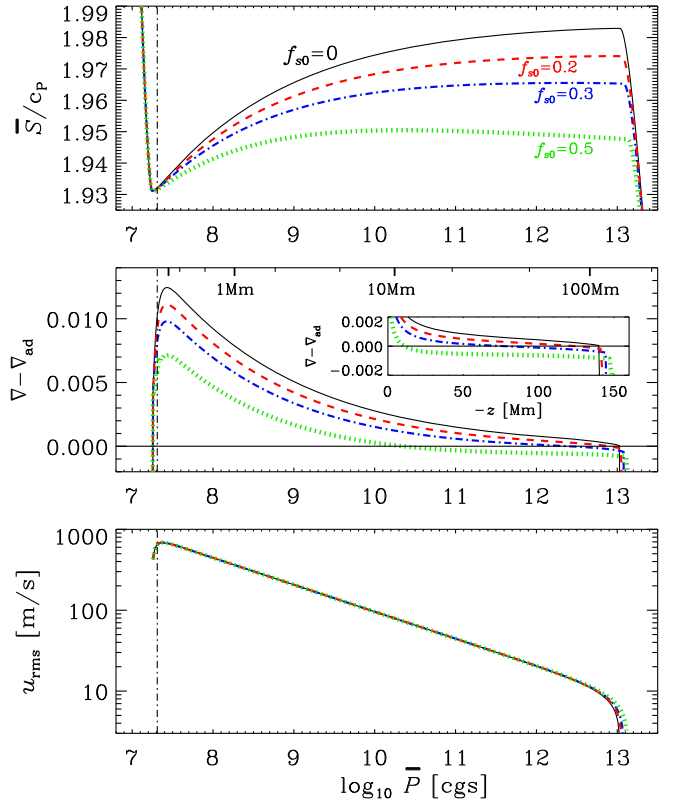 1.99
1.98
1.97
1.96
1.95
1.94
1.93
S̅/c_P
f_s0=0
f_s0=0.2
f_s0=0.3
f_s0=0.5
7 8 9 10 11 12 13
1Mm 10Mm 100Mm
0.010
0.005
0.000
∇−∇_ad
0.002
0.000
−0.002
∇−∇_ad
0 50 100 150
−z [Mm]
7 8 9 10 11 12 13
1000
100
10
u_rms [m/s]
7 8 9 10 11 12 13
log₁₀ P̅ [cgs]